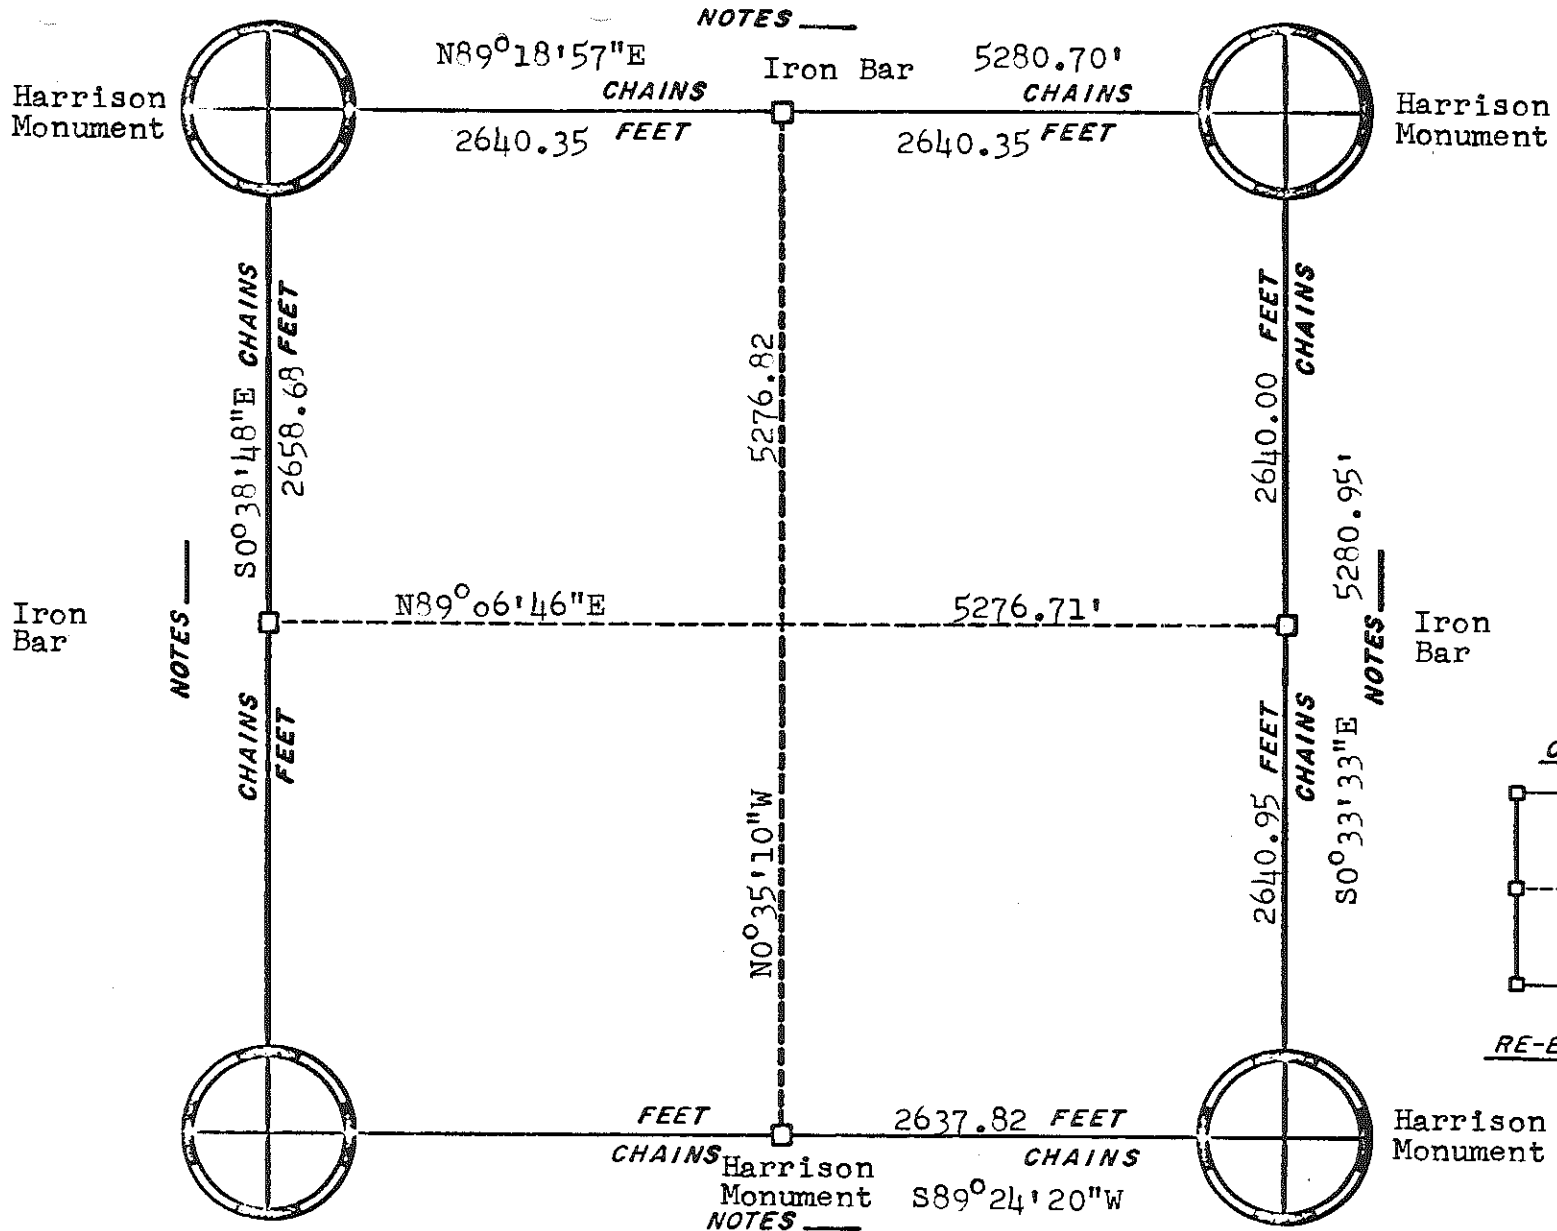 NOTES
N89°18'57"E
Iron Bar
5280.70'
Harrison
Monument
CHAINS
CHAINS
Harrison
Monument
2640.35 FEET
2640.35 FEET
S0°38'48"E CHAINS
2658.68 FEET
5276.82
2640.00 FEET
CHAINS
5280.95'
Iron
Bar
NOTES
N89°06'46"E
5276.71'
NOTES
Iron
Bar
CHAINS
FEET
N0°35'10"W
2640.95 FEET
CHAINS
S0°33'33"E
RE-E
FEET
2637.82 FEET
Harrison
Monument
CHAINS
Harrison
Monument
CHAINS
S89°24'20"W
NOTES